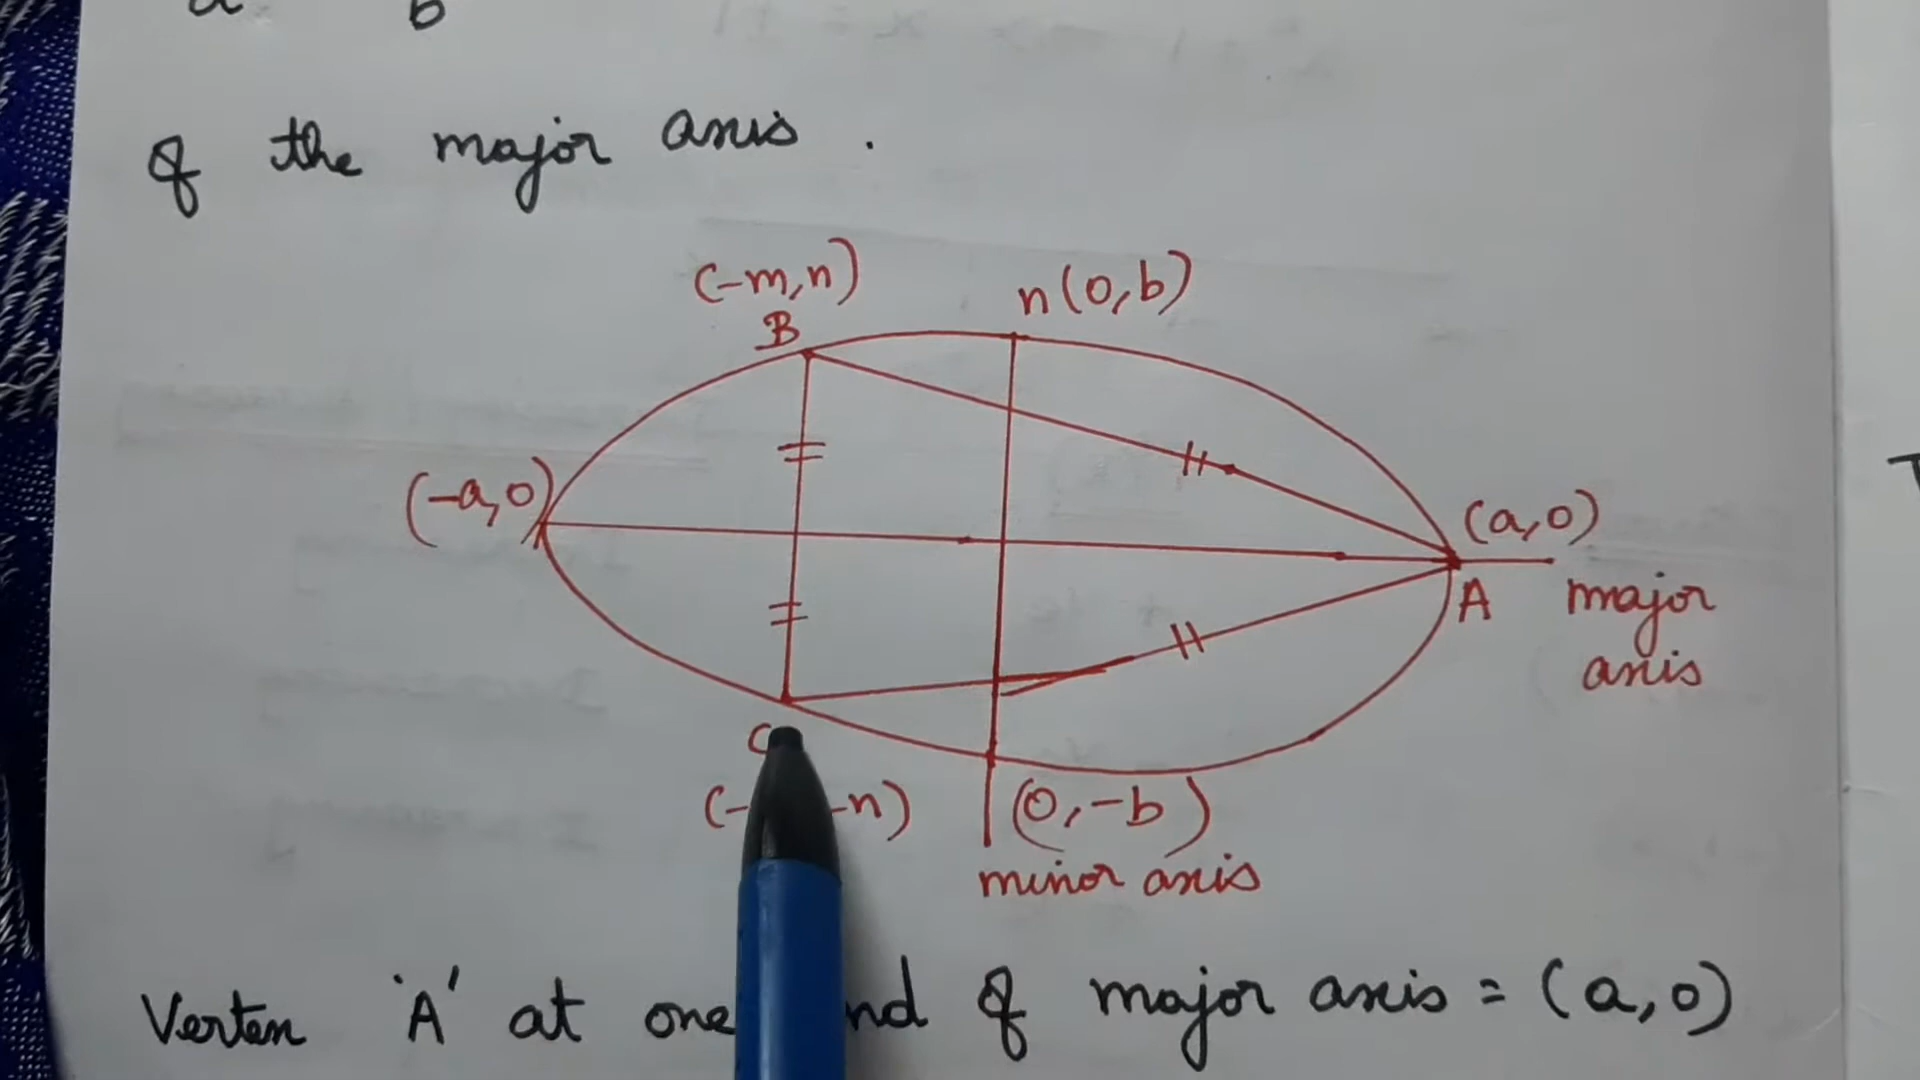 a b
of the major axis.
(-m,n) n(0,b)
B
(-a,0) (a,0)
A major
axis
C
(- -n) (0,-b)
minor axis
Vertex 'A' at one end of major axis = (a,0)